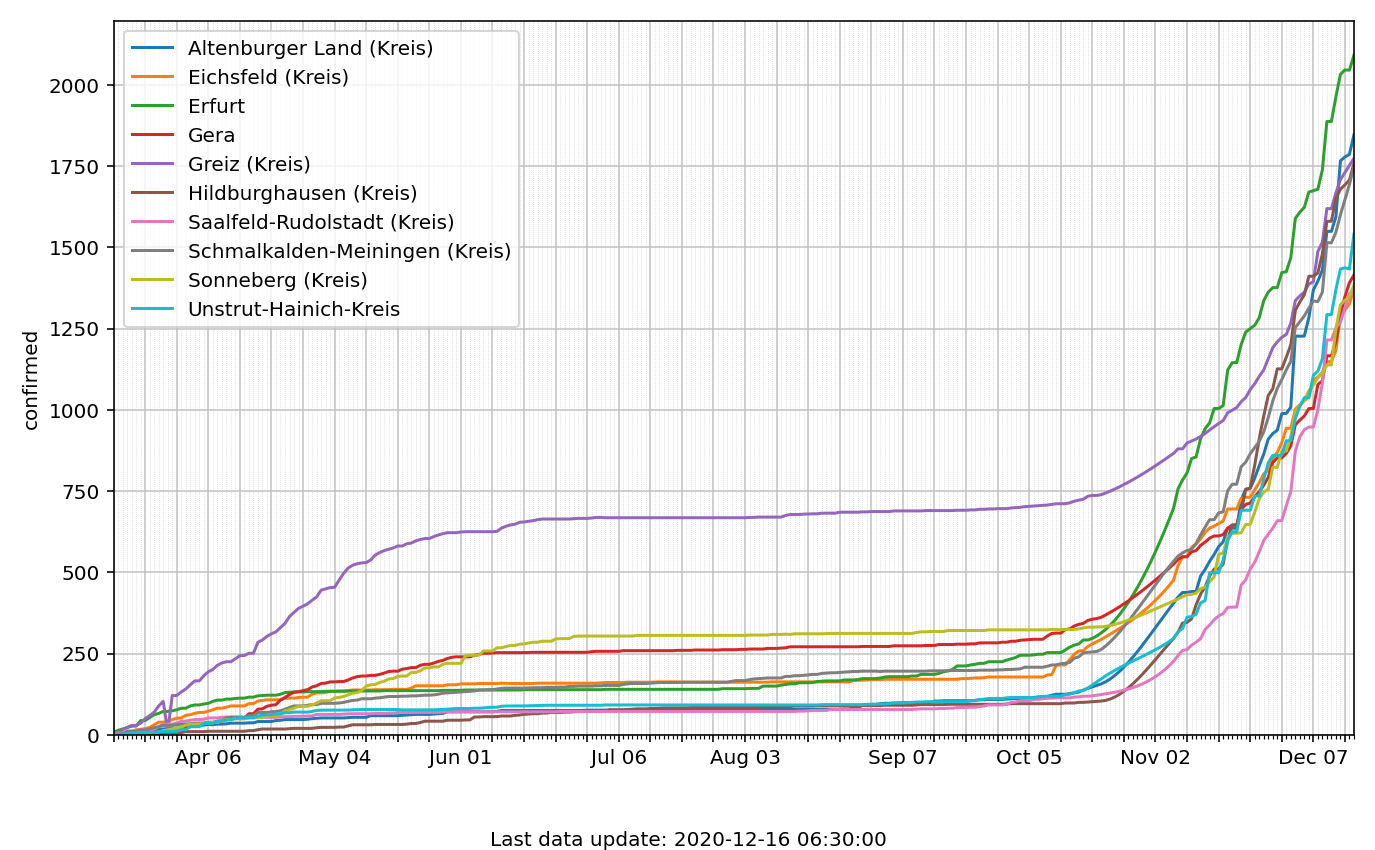 Altenburger Land (Kreis)
Eichsfeld (Kreis)
Erfurt
Gera
Greiz (Kreis)
Hildburghausen (Kreis)
Saalfeld-Rudolstadt (Kreis)
Schmalkalden-Meiningen (Kreis)
Sonneberg (Kreis)
Unstrut-Hainich-Kreis
confirmed
2000
1750
1500
1250
1000
750
500
250
0
Apr 06 May 04 Jun 01 Jul 06 Aug 03 Sep 07 Oct 05 Nov 02 Dec 07
Last data update: 2020-12-16 06:30:00